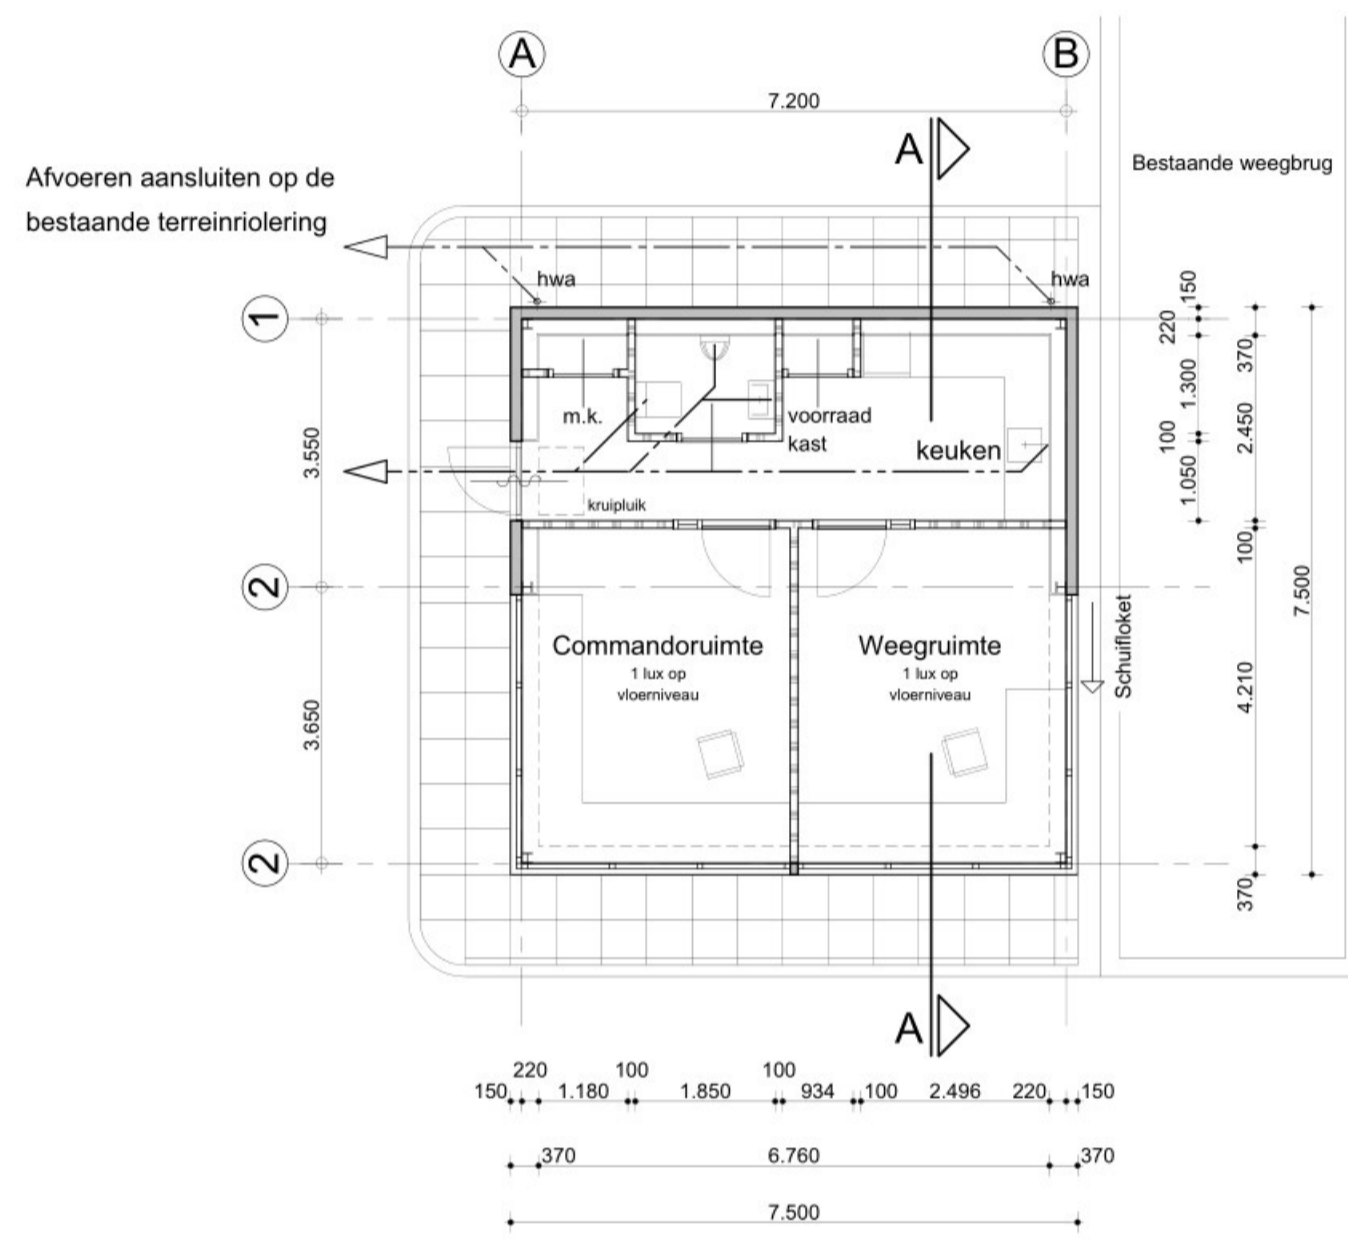 A
B
7.200
A
Bestaande weegbrug
Afvoeren aansluiten op de
bestaande terreinriolering
hwa
hwa
1
150
220
370
1.300
m.k.
voorraad
kast
keuken
3.550
100
2.450
1.050
kruipluik
100
2
7.500
Commandoruimte
1 lux op
vloerniveau
Weegruimte
1 lux op
vloerniveau
Schuifloket
4.210
3.650
2
370
A
220
100
100
150
1.180
1.850
934
100
2.496
220
150
370
6.760
370
7.500